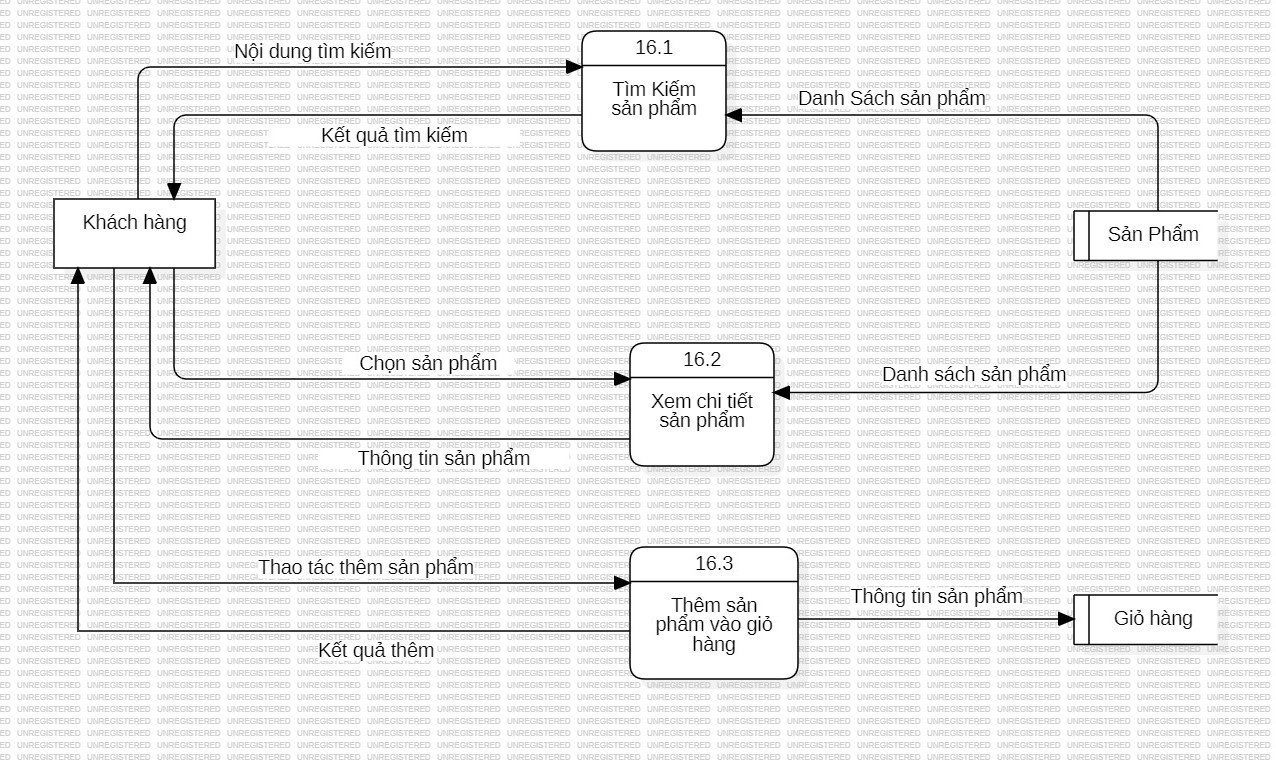 Nội dung tìm kiếm
16.1
Tìm Kiếm
sản phẩm
Danh Sách sản phẩm
Kết quả tìm kiếm
Khách hàng
Sản Phẩm
Chọn sản phẩm
16.2
Xem chi tiết
sản phẩm
Danh sách sản phẩm
Thông tin sản phẩm
Thao tác thêm sản phẩm
16.3
Thêm sản
phẩm vào giỏ
hàng
Thông tin sản phẩm
Giỏ hàng
Kết quả thêm
UNREGISTERED